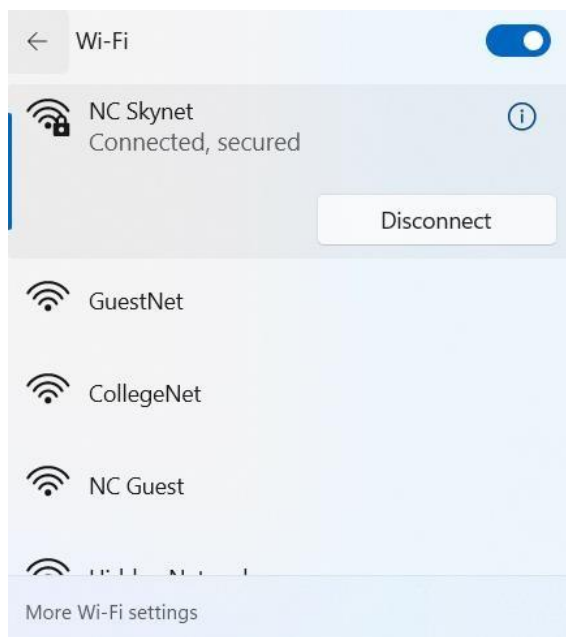 Wi-Fi
NC Skynet
Connected, secured
Disconnect
GuestNet
CollegeNet
NC Guest
More Wi-Fi settings